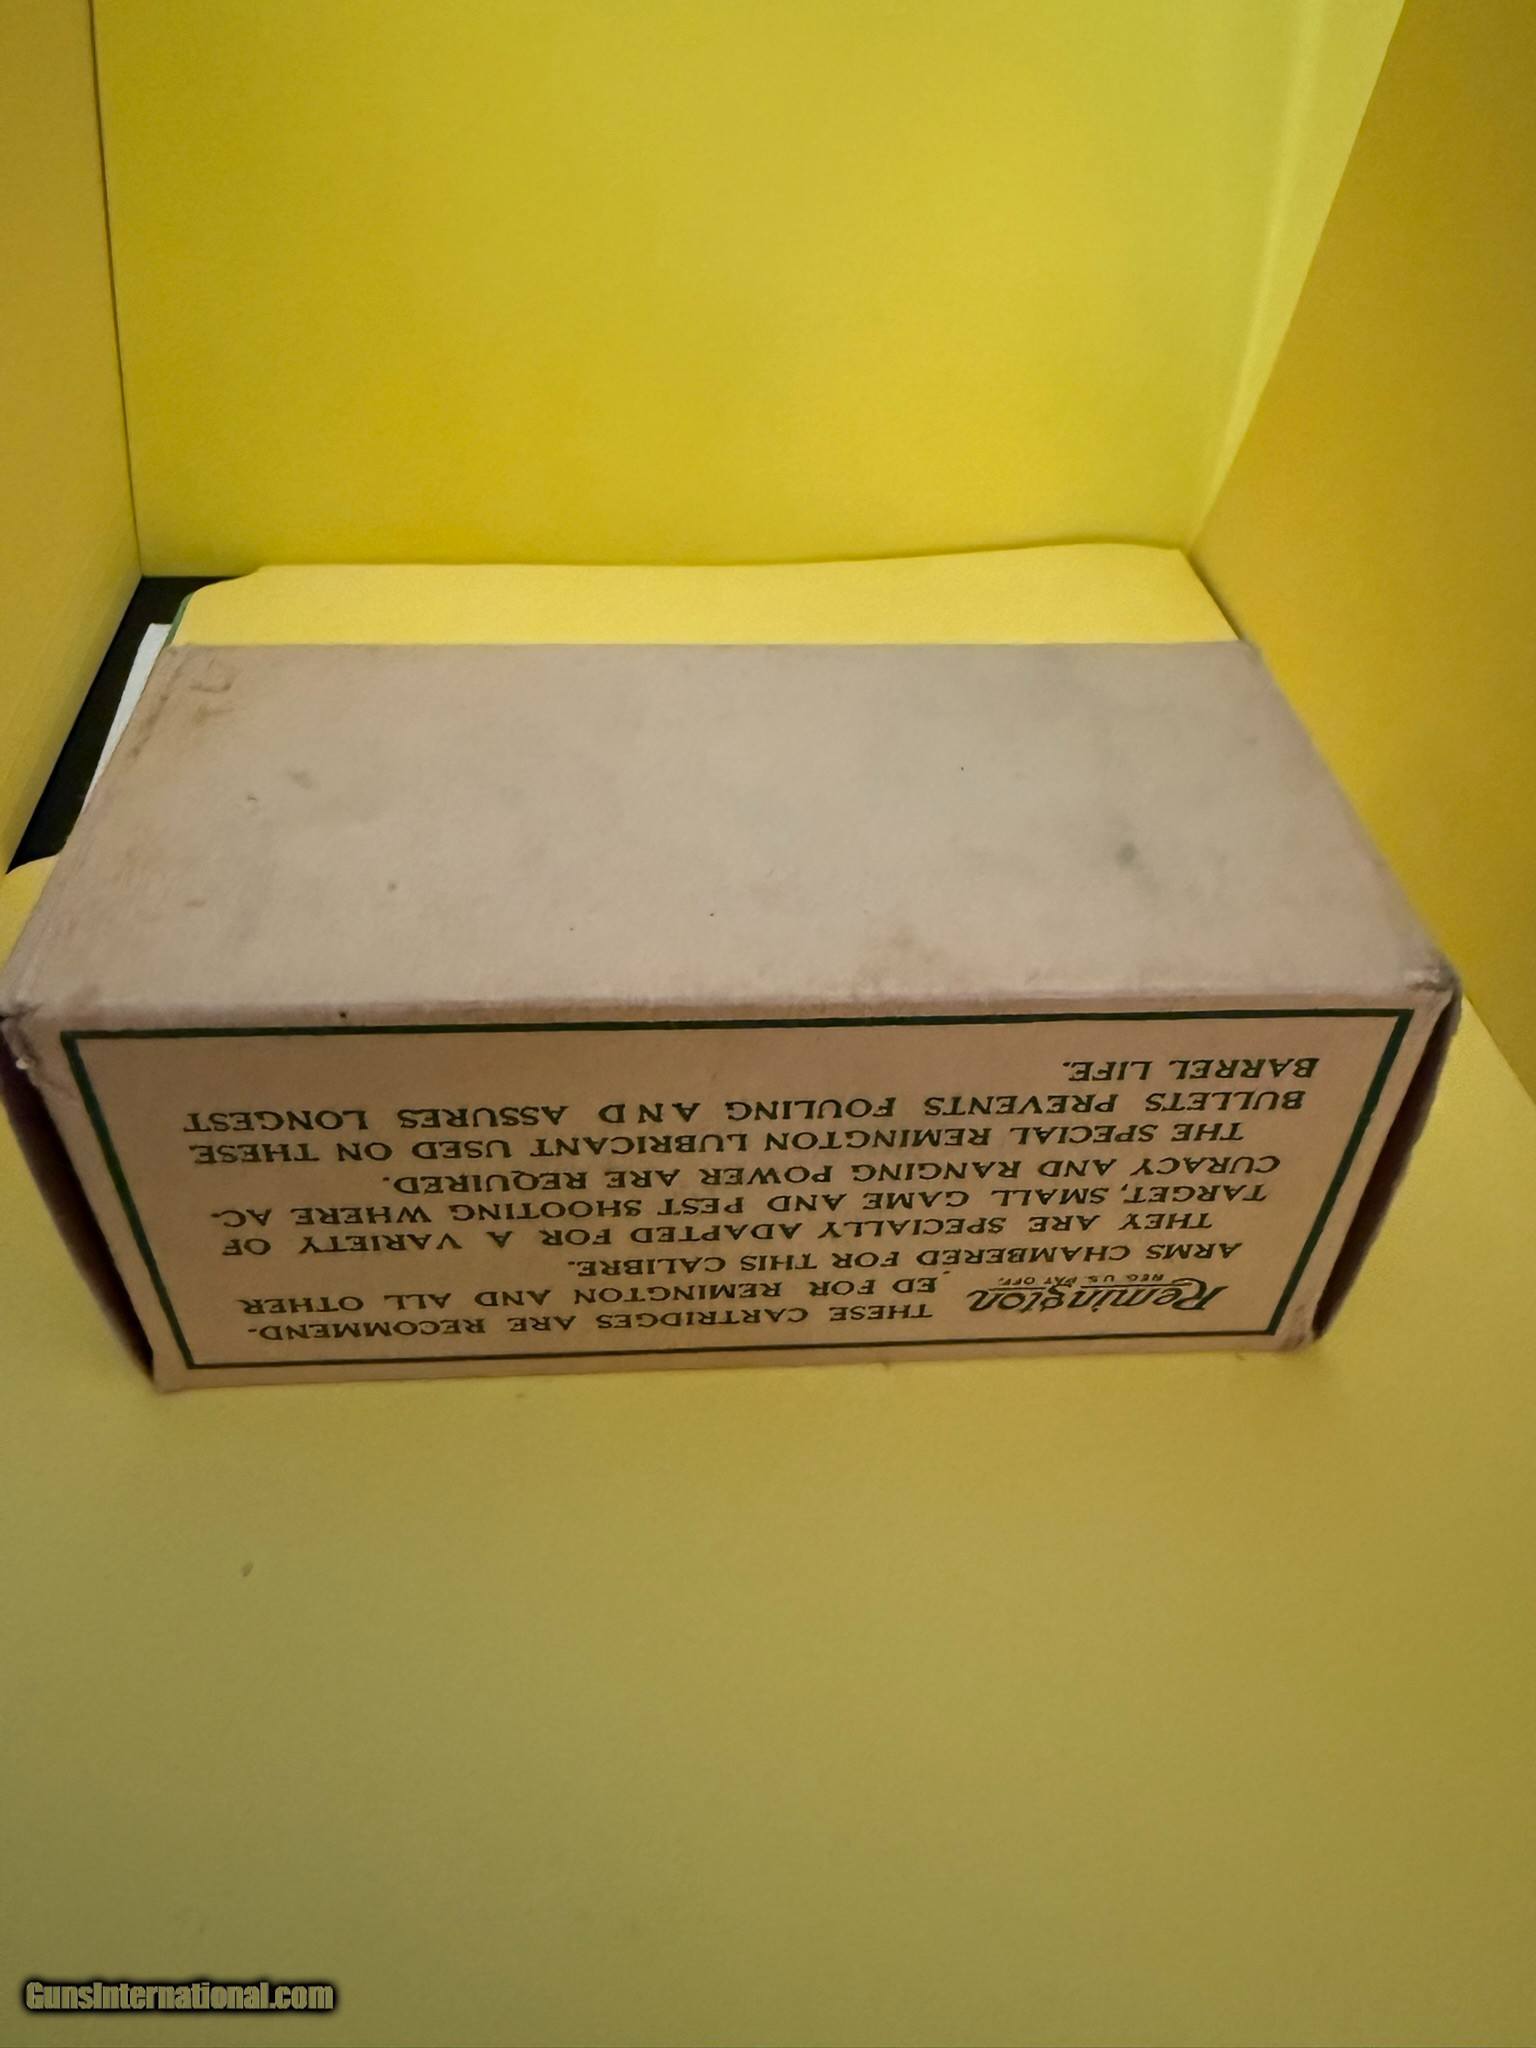 Remington
REG. U.S. PAT. OFF.
THESE CARTRIDGES ARE RECOMMEND-
ED FOR REMINGTON AND ALL OTHER
ARMS CHAMBERED FOR THIS CALIBRE.
THEY ARE SPECIALLY ADAPTED FOR A VARIETY OF
TARGET, SMALL GAME AND PEST SHOOTING WHERE AC-
CURACY AND RANGING POWER ARE REQUIRED.
THE SPECIAL REMINGTON LUBRICANT USED ON THESE
BULLETS PREVENTS FOULING AND ASSURES LONGEST
BARREL LIFE.
GunsInternational.com